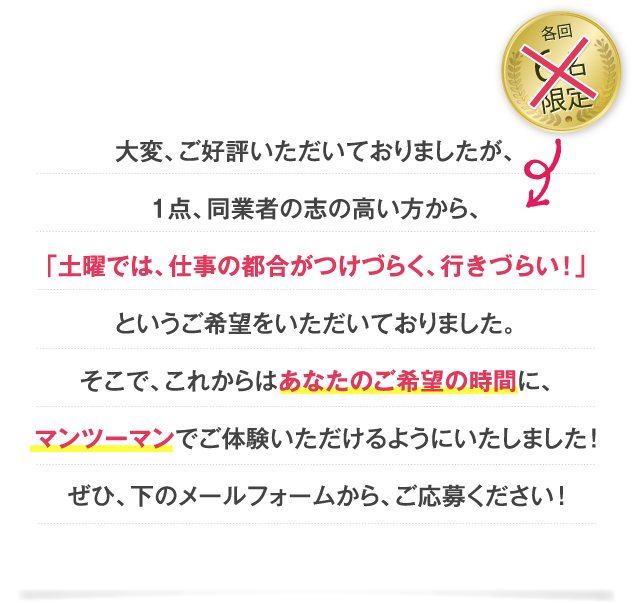 各回
名
限定
大変、ご好評いただいておりましたが、
1点、同業者の志の高い方から、
「土曜では、仕事の都合がつけづらく、行きづらい!」
というご希望をいただいておりました。
そこで、これからはあなたのご希望の時間に、
マンツーマンでご体験いただけるようにいたしました!
ぜひ、下のメールフォームから、ご応募ください!